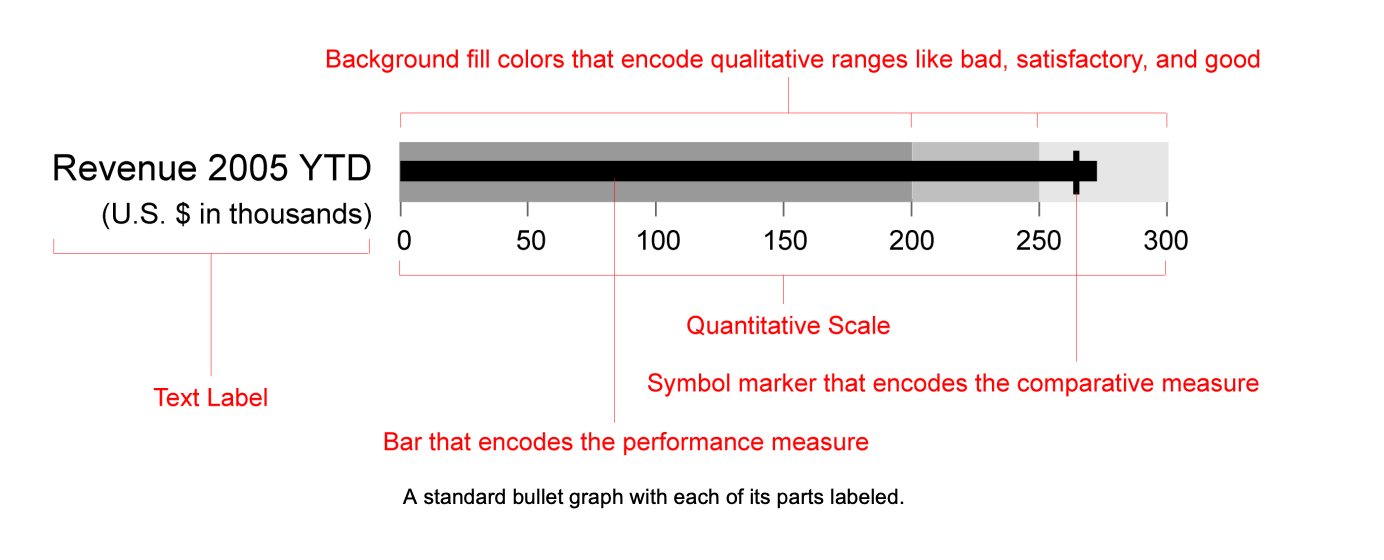 Background fill colors that encode qualitative ranges like bad, satisfactory, and good
Revenue 2005 YTD
(U.S. $ in thousands)
0 50 100 150 200 250 300
Quantitative Scale
Symbol marker that encodes the comparative measure
Text Label
Bar that encodes the performance measure
A standard bullet graph with each of its parts labeled.